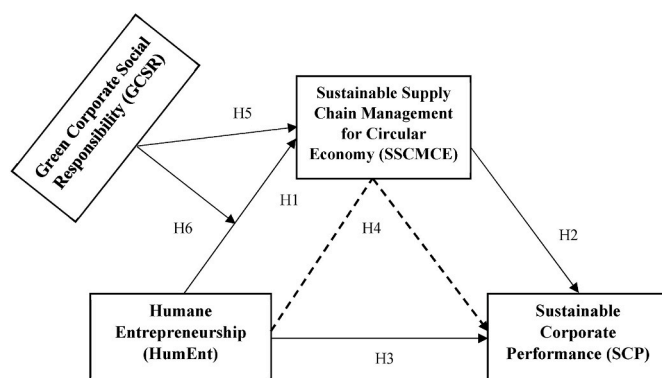 Green Corporate Social
Responsibility (GCSR)
H5
Sustainable Supply
Chain Management
for Circular
Economy (SSCMCE)
H6
H1
H4
H2
Humane
Entrepreneurship
(HumEnt)
H3
Sustainable
Corporate
Performance (SCP)